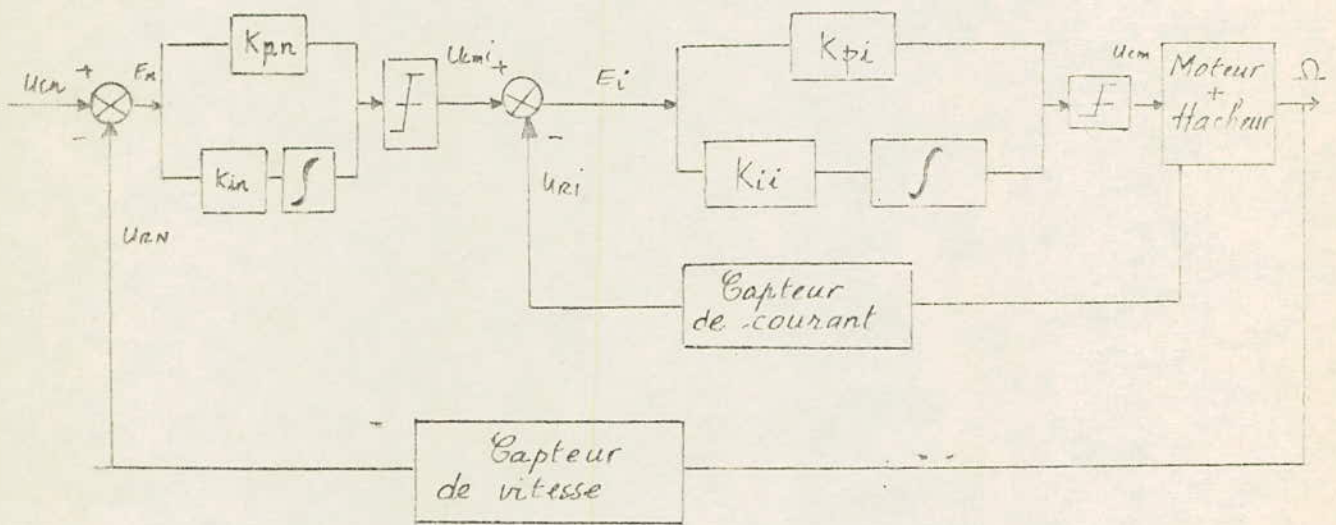 Ucn
+
-
En
Kpn
Kin
∫
Ucmi
+
-
Ei
Kpi
Kii
∫
Ucm
Moteur
+
Hacheur
Ω
URN
URI
Capteur
de courant
Capteur
de vitesse